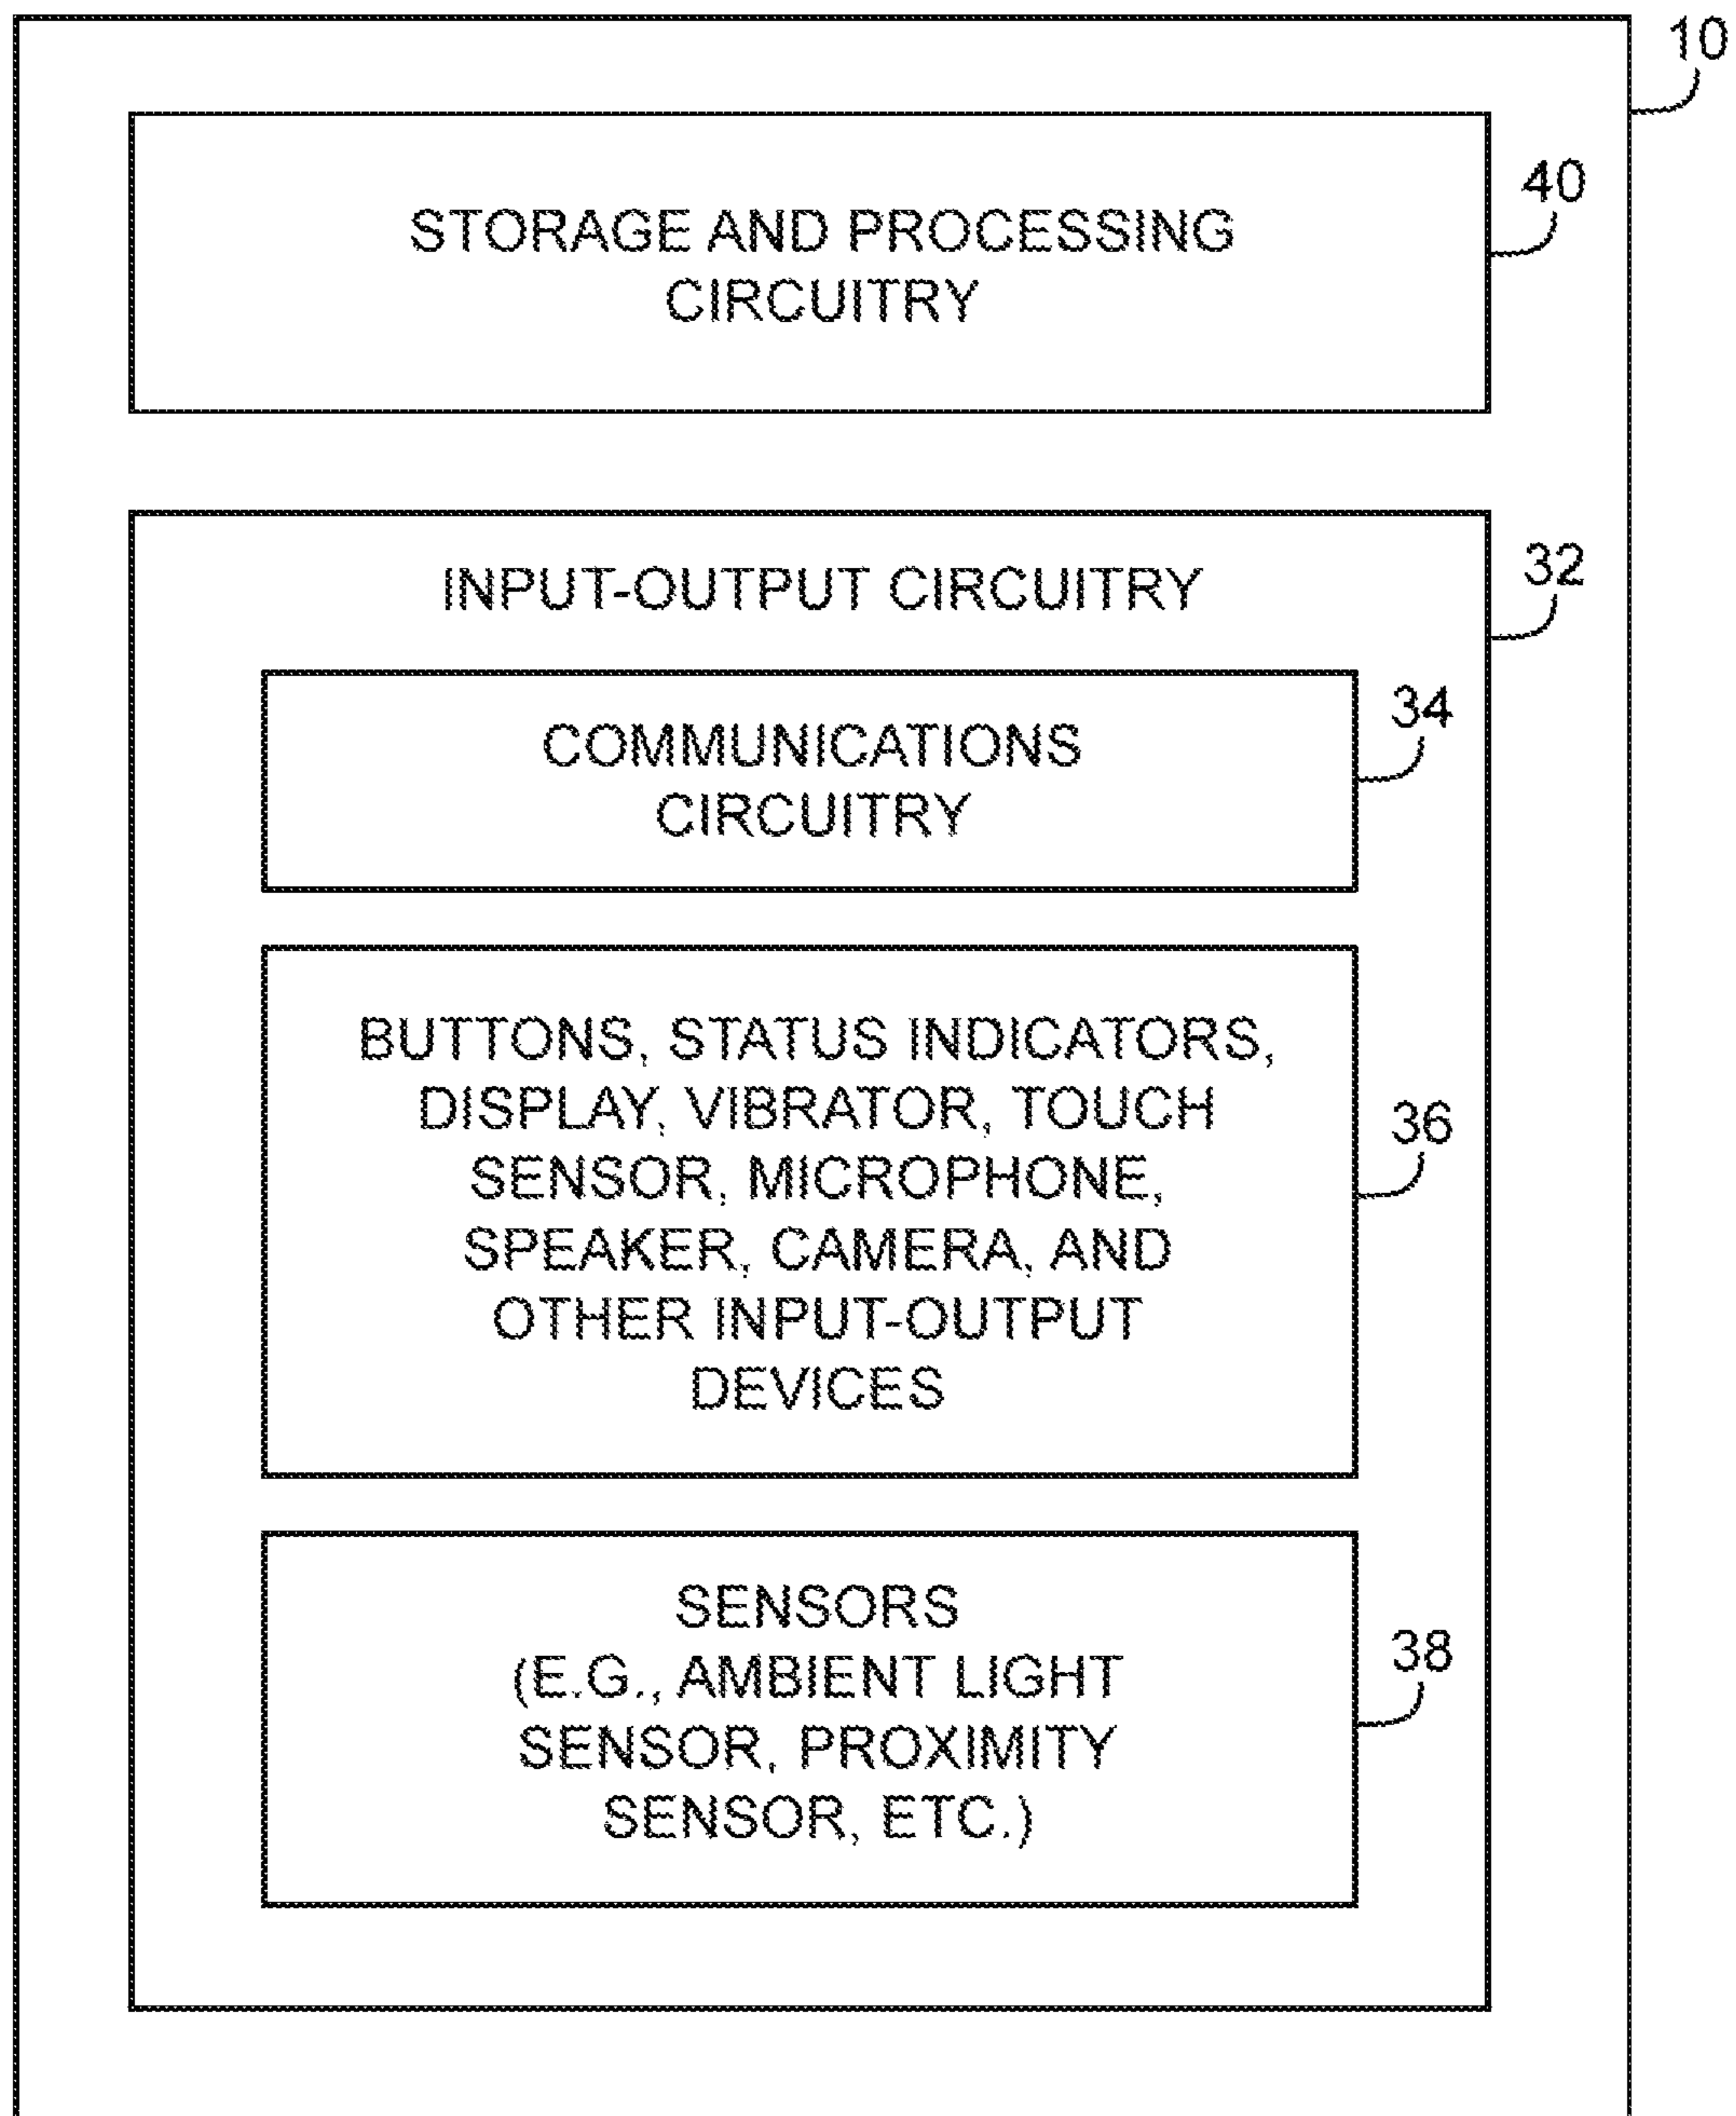 10
STORAGE AND PROCESSING
CIRCUITRY
40
INPUT-OUTPUT CIRCUITRY
32
COMMUNICATIONS
CIRCUITRY
34
BUTTONS, STATUS INDICATORS,
DISPLAY, VIBRATOR, TOUCH
SENSOR, MICROPHONE,
SPEAKER, CAMERA, AND
OTHER INPUT-OUTPUT
DEVICES
36
SENSORS
(E.G., AMBIENT LIGHT
SENSOR, PROXIMITY
SENSOR, ETC.)
38